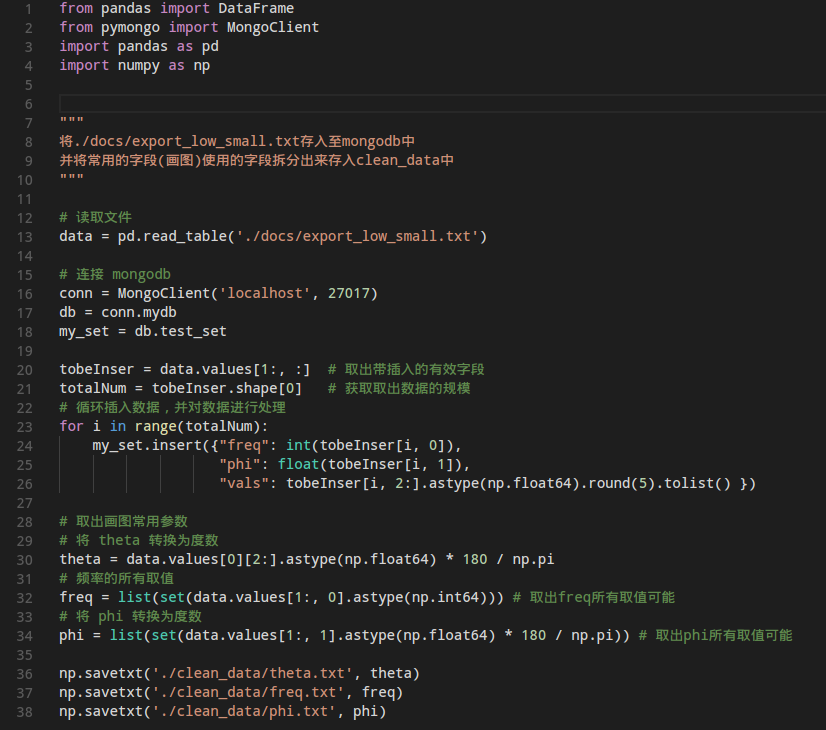 1 from pandas import DataFrame
2 from pymongo import MongoClient
3 import pandas as pd
4 import numpy as np
5
6
7 """
8 将./docs/export_low_small.txt存入至mongodb中
9 并将常用的字段(画图)使用的字段拆分出来存入clean_data中
10 """
11
12 # 读取文件
13 data = pd.read_table('./docs/export_low_small.txt')
14
15 # 连接 mongodb
16 conn = MongoClient('localhost', 27017)
17 db = conn.mydb
18 my_set = db.test_set
19
20 tobeInser = data.values[1:, :]  # 取出带插入的有效字段
21 totalNum = tobeInser.shape[0]   # 获取取出数据的规模
22 # 循环插入数据，并对数据进行处理
23 for i in range(totalNum):
24     my_set.insert({"freq": int(tobeInser[i, 0]),
25                    "phi": float(tobeInser[i, 1]),
26                    "vals": tobeInser[i, 2:].astype(np.float64).round(5).tolist() })
27
28 # 取出画图常用参数
29 # 将 theta 转换为度数
30 theta = data.values[0][2:].astype(np.float64) * 180 / np.pi
31 # 频率的所有取值
32 freq = list(set(data.values[1:, 0].astype(np.int64))) # 取出freq所有取值可能
33 # 将 phi 转换为度数
34 phi = list(set(data.values[1:, 1].astype(np.float64) * 180 / np.pi)) # 取出phi所有取值可能
35
36 np.savetxt('./clean_data/theta.txt', theta)
37 np.savetxt('./clean_data/freq.txt', freq)
38 np.savetxt('./clean_data/phi.txt', phi)